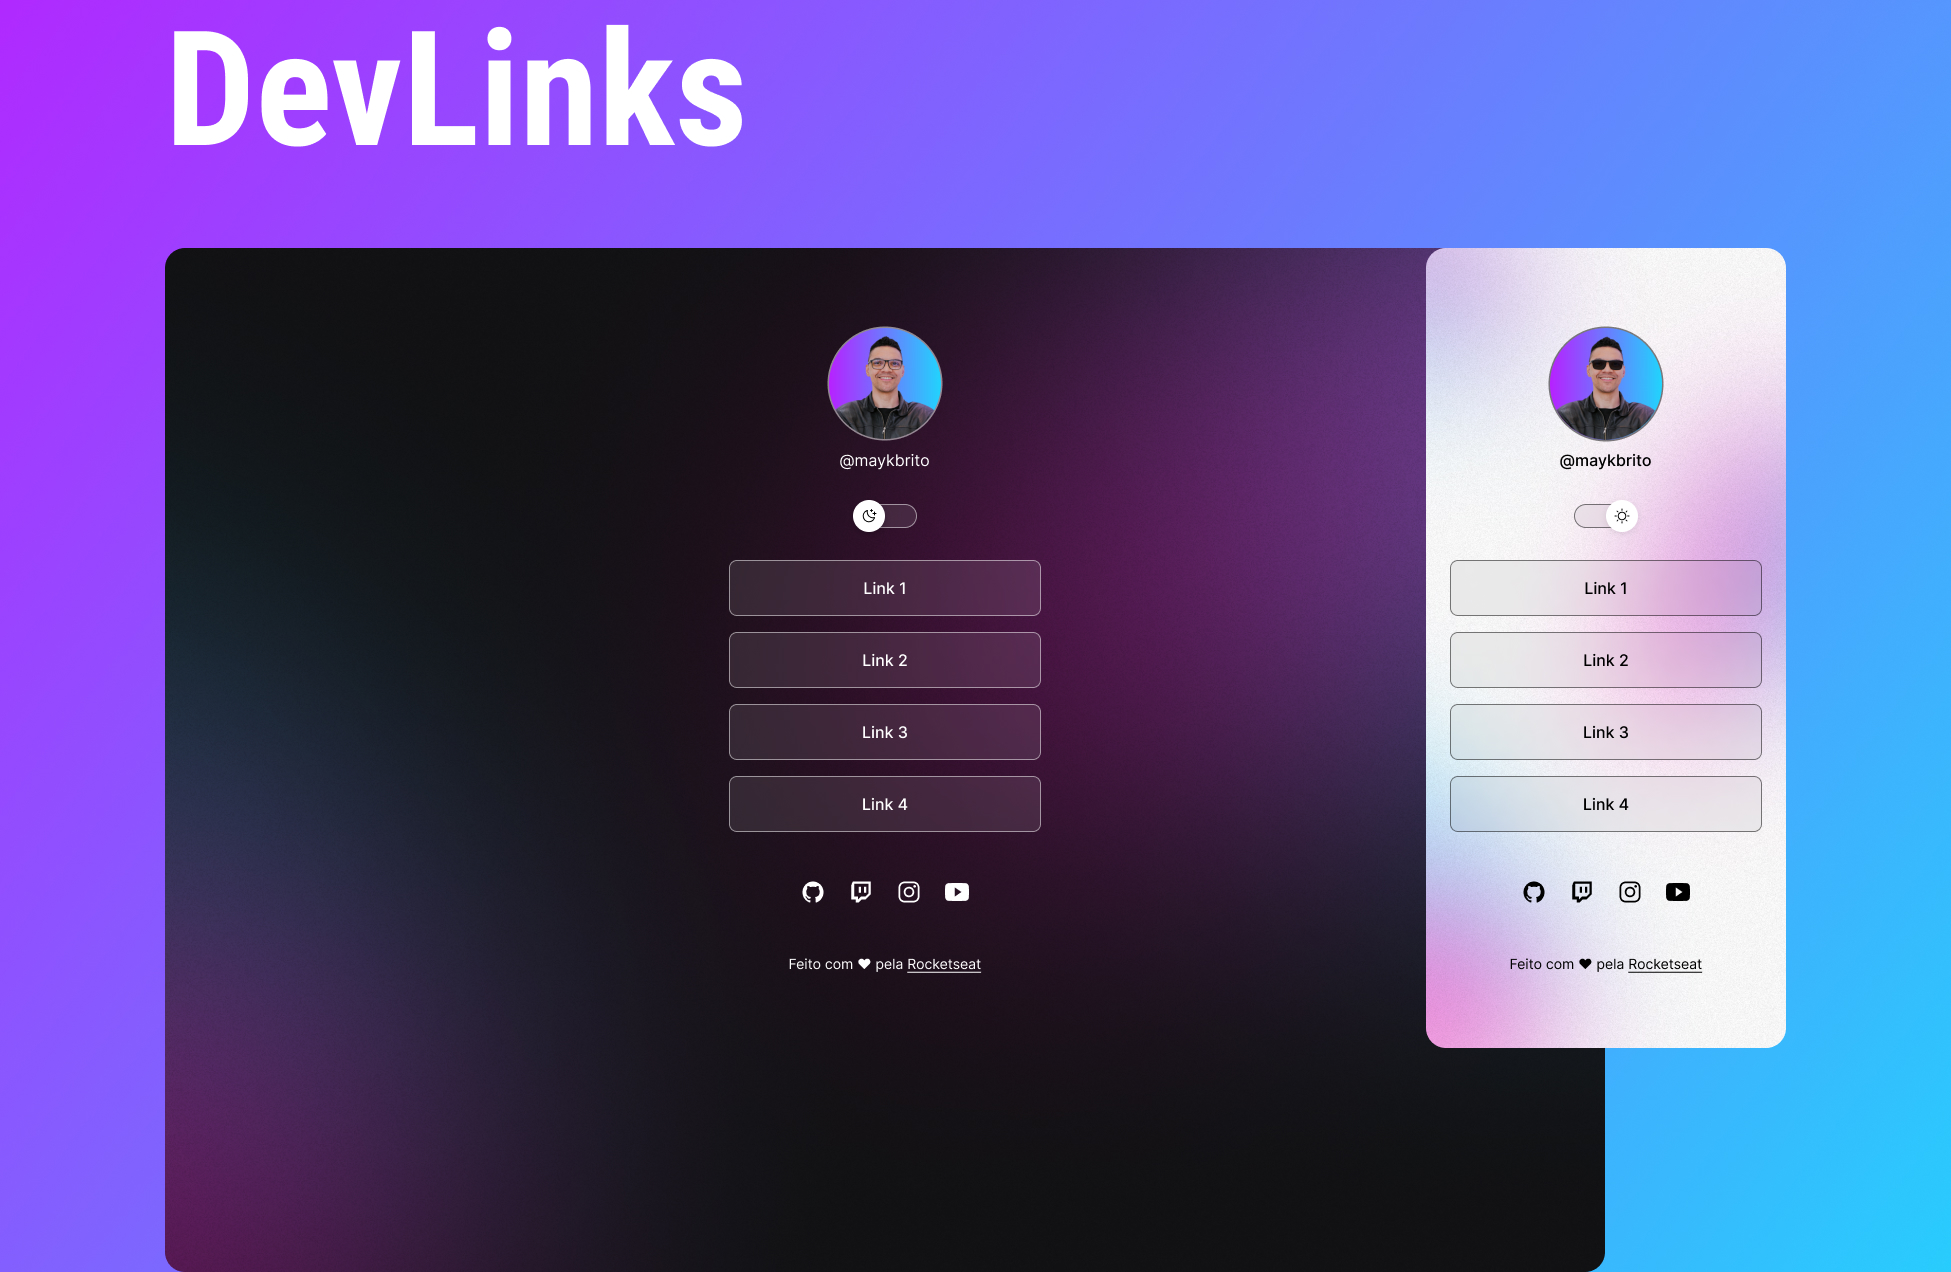 DevLinks
@maykbrito
Link 1
Link 2
Link 3
Link 4
Feito com ♥ pela Rocketseat
@maykbrito
Link 1
Link 2
Link 3
Link 4
Feito com ♥ pela Rocketseat